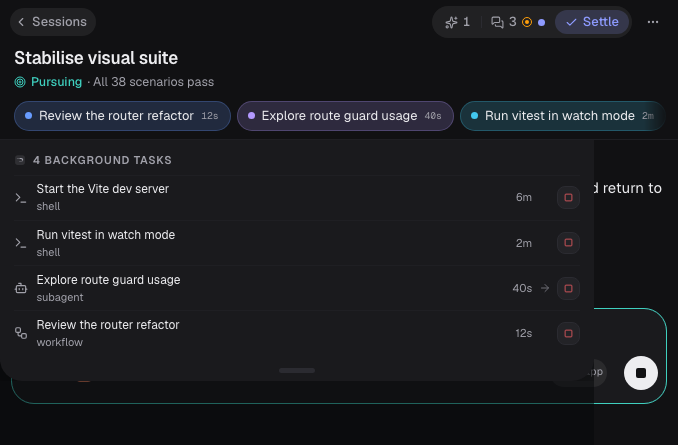 Sessions
1
3
Settle
Stabilise visual suite
Pursuing · All 38 scenarios pass
Review the router refactor 12s
Explore route guard usage 40s
Run vitest in watch mode 2m
4 BACKGROUND TASKS
Start the Vite dev server
shell
6m
Run vitest in watch mode
shell
2m
Explore route guard usage
subagent
40s
Review the router refactor
workflow
12s
return to